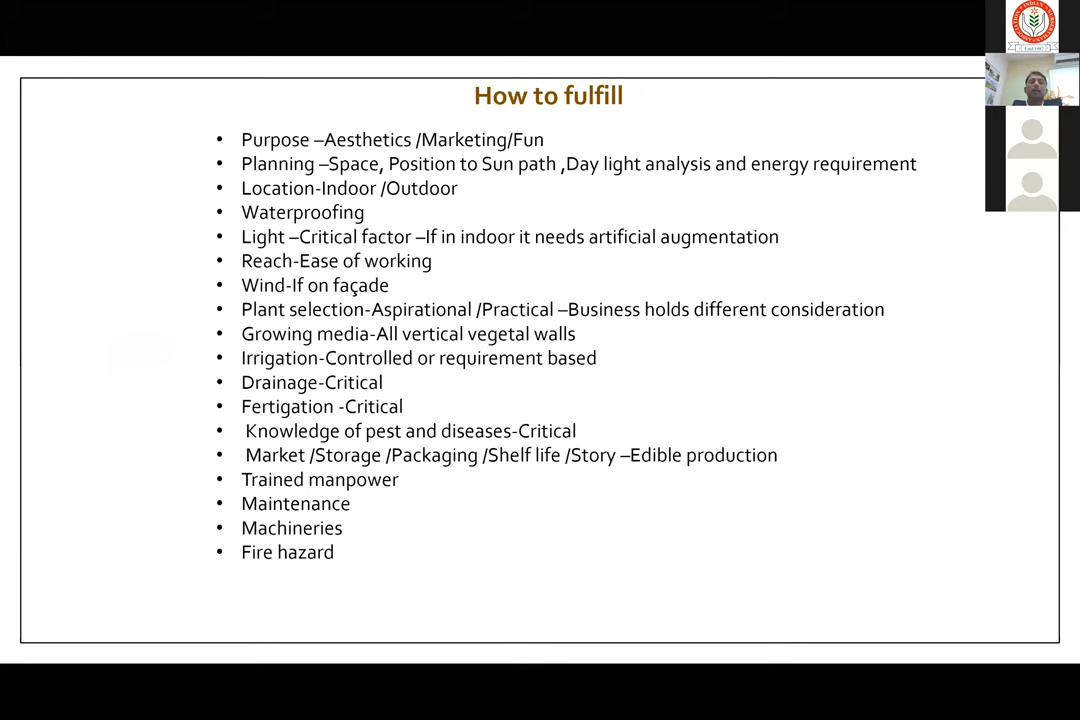 How to fulfill
• Purpose –Aesthetics /Marketing/Fun
• Planning –Space, Position to Sun path ,Day light analysis and energy requirement
• Location-Indoor /Outdoor
• Waterproofing
• Light –Critical factor –If in indoor it needs artificial augmentation
• Reach-Ease of working
• Wind-If on façade
• Plant selection-Aspirational /Practical –Business holds different consideration
• Growing media-All vertical vegetal walls
• Irrigation-Controlled or requirement based
• Drainage-Critical
• Fertigation -Critical
• Knowledge of pest and diseases-Critical
• Market /Storage /Packaging /Shelf life /Story –Edible production
• Trained manpower
• Maintenance
• Machineries
• Fire hazard